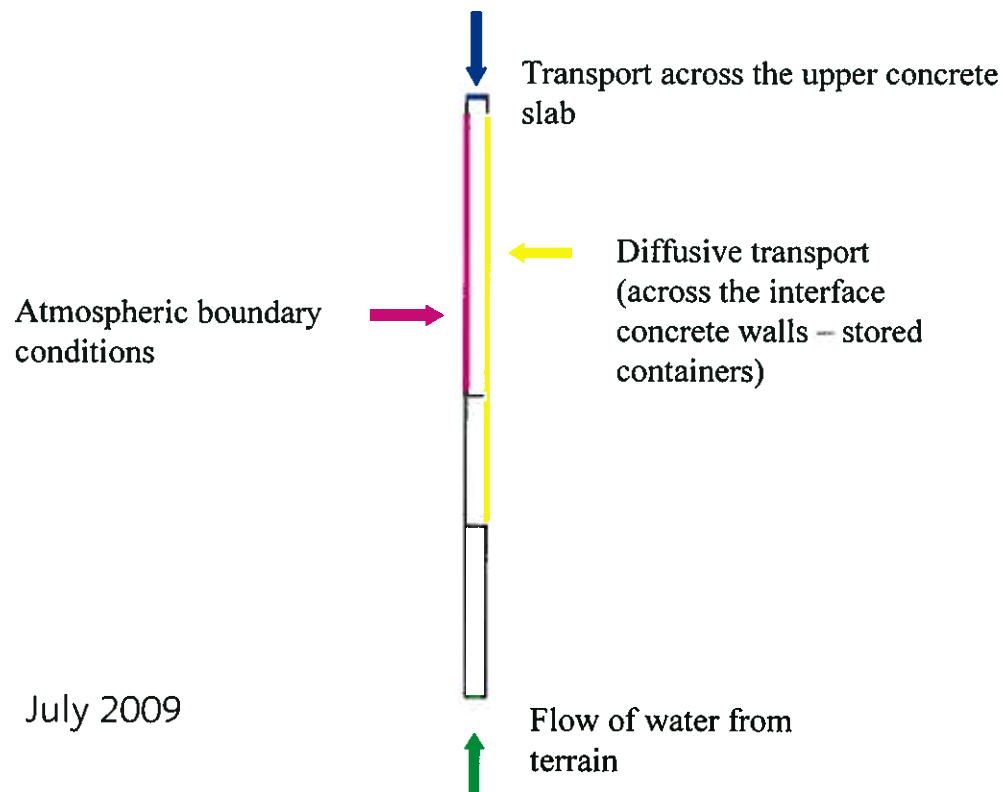 Transport across the upper concrete
slab
Diffusive transport
(across the interface
concrete walls – stored
containers)
Atmospheric boundary
conditions
July 2009
Flow of water from
terrain